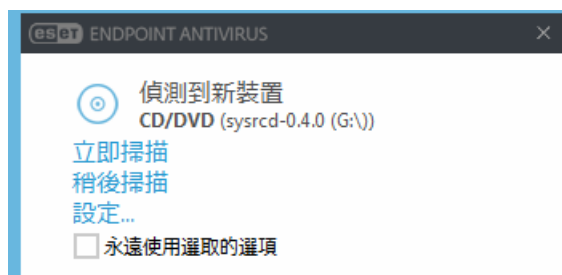 eset ENDPOINT ANTIVIRUS
偵測到新裝置
CD/DVD (sysrcd-0.4.0 (G:\))
立即掃描
稍後掃描
設定...
永遠使用選取的選項